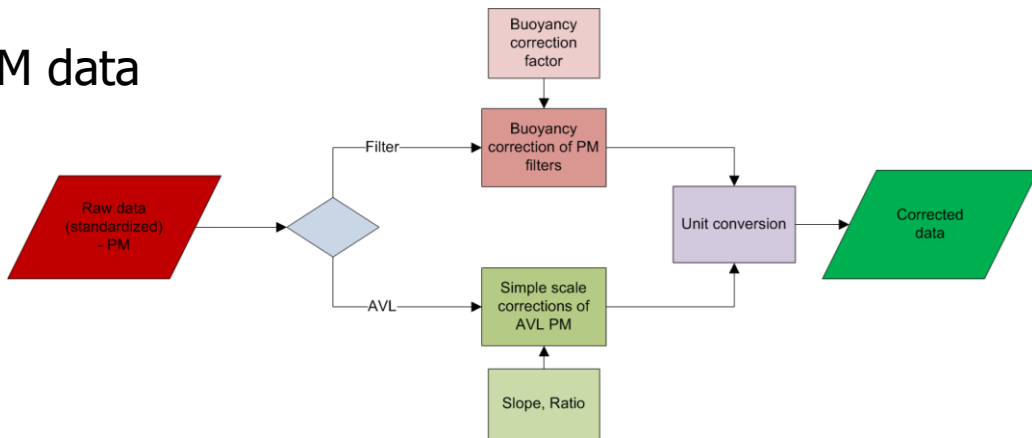 M data
Buoyancy
correction
factor
Filter
Buoyancy
correction of PM
filters
Raw data
(standardized)
- PM
Unit conversion
Corrected
data
AVL
Simple scale
corrections of
AVL PM
Slope, Ratio